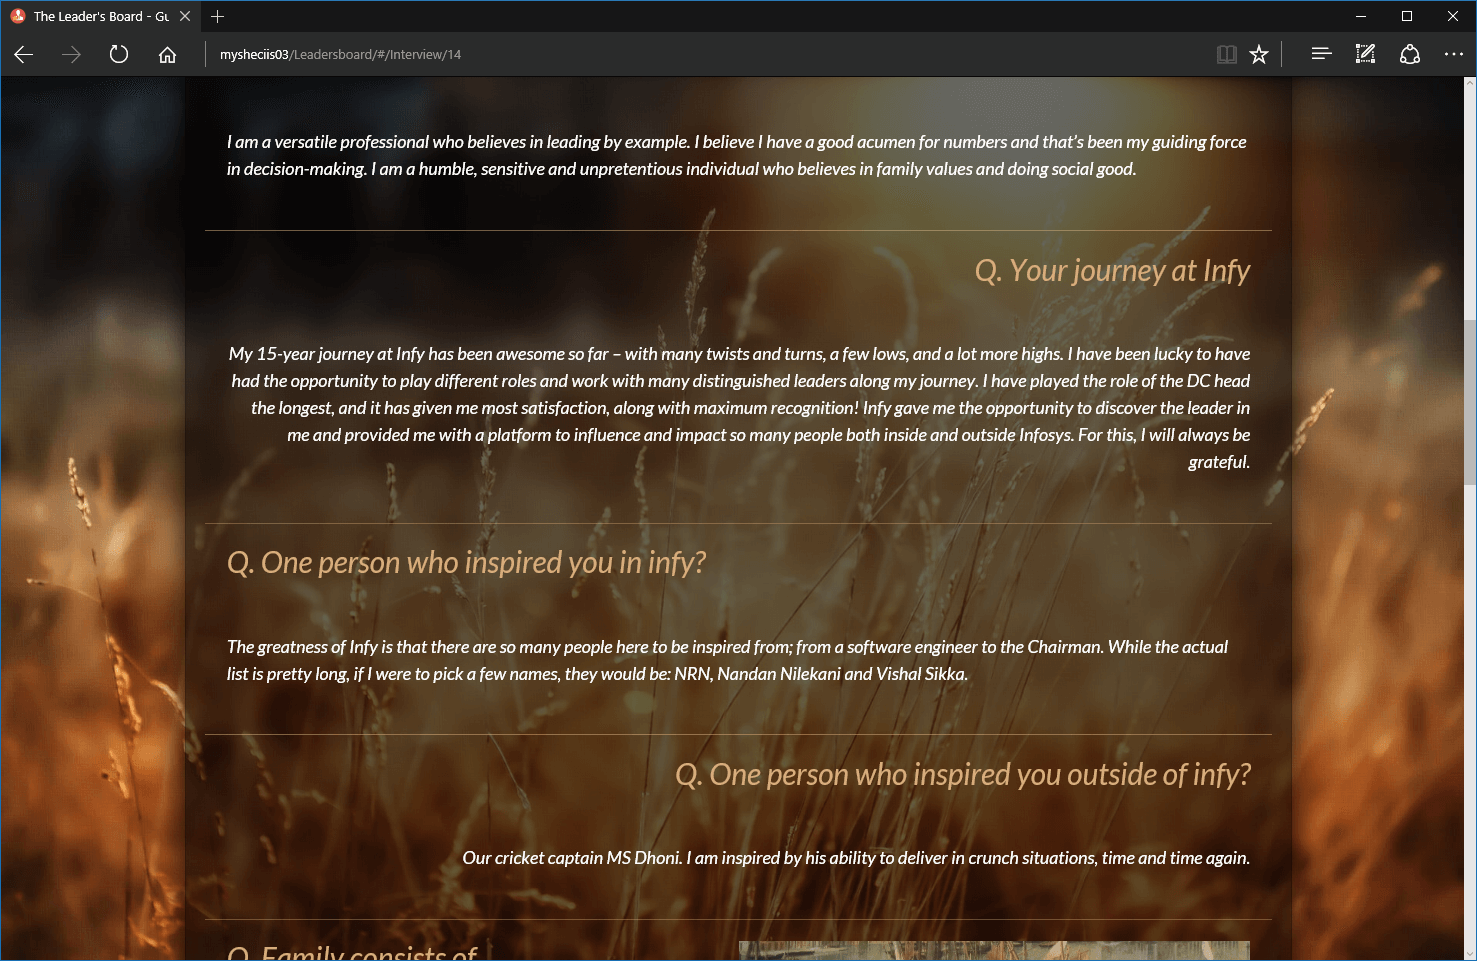 The Leader's Board - Gu
mysheciis03/Leadersboard/#/Interview/14
I am a versatile professional who believes in leading by example. I believe I have a good acumen for numbers and that's been my guiding force
in decision-making. I am a humble, sensitive and unpretentious individual who believes in family values and doing social good.
Q. Your journey at Infy
My 15-year journey at Infy has been awesome so far – with many twists and turns, a few lows, and a lot more highs. I have been lucky to have
had the opportunity to play different roles and work with many distinguished leaders along my journey. I have played the role of the DC head
the longest, and it has given me most satisfaction, along with maximum recognition! Infy gave me the opportunity to discover the leader in
me and provided me with a platform to influence and impact so many people both inside and outside Infosys. For this, I will always be
grateful.
Q. One person who inspired you in infy?
The greatness of Infy is that there are so many people here to be inspired from; from a software engineer to the Chairman. While the actual
list is pretty long, if I were to pick a few names, they would be: NRN, Nandan Nilekani and Vishal Sikka.
Q. One person who inspired you outside of infy?
Our cricket captain MS Dhoni. I am inspired by his ability to deliver in crunch situations, time and time again.
Q. Family consists of